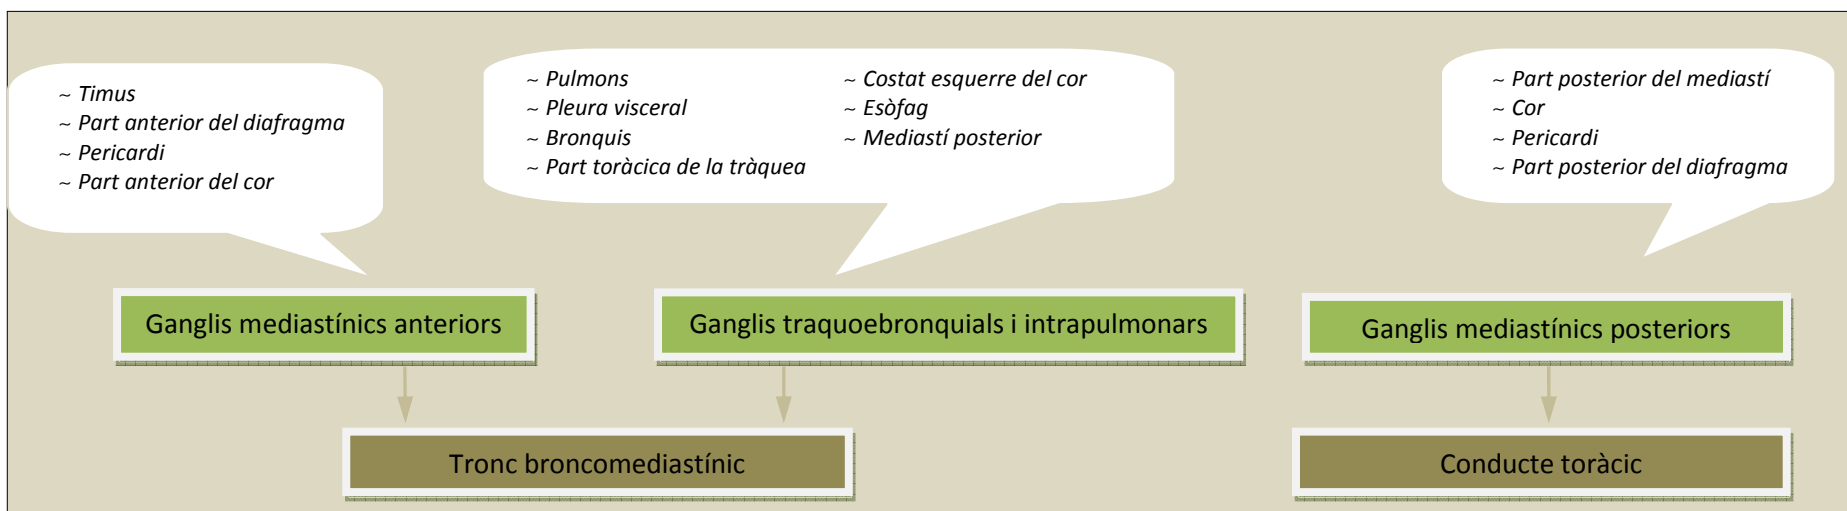 ~ Timus
~ Part anterior del diafragma
~ Pericardi
~ Part anterior del cor
~ Pulmons
~ Pleura visceral
~ Bronquis
~ Part toràcica de la tràquea
~ Costat esquerre del cor
~ Esòfag
~ Mediastí posterior
~ Part posterior del mediastí
~ Cor
~ Pericardi
~ Part posterior del diafragma
Ganglis mediastínics anteriors
Ganglis traquoebronquials i intrapulmonars
Ganglis mediastínics posteriors
Tronc broncomediastínic
Conducte toràcic